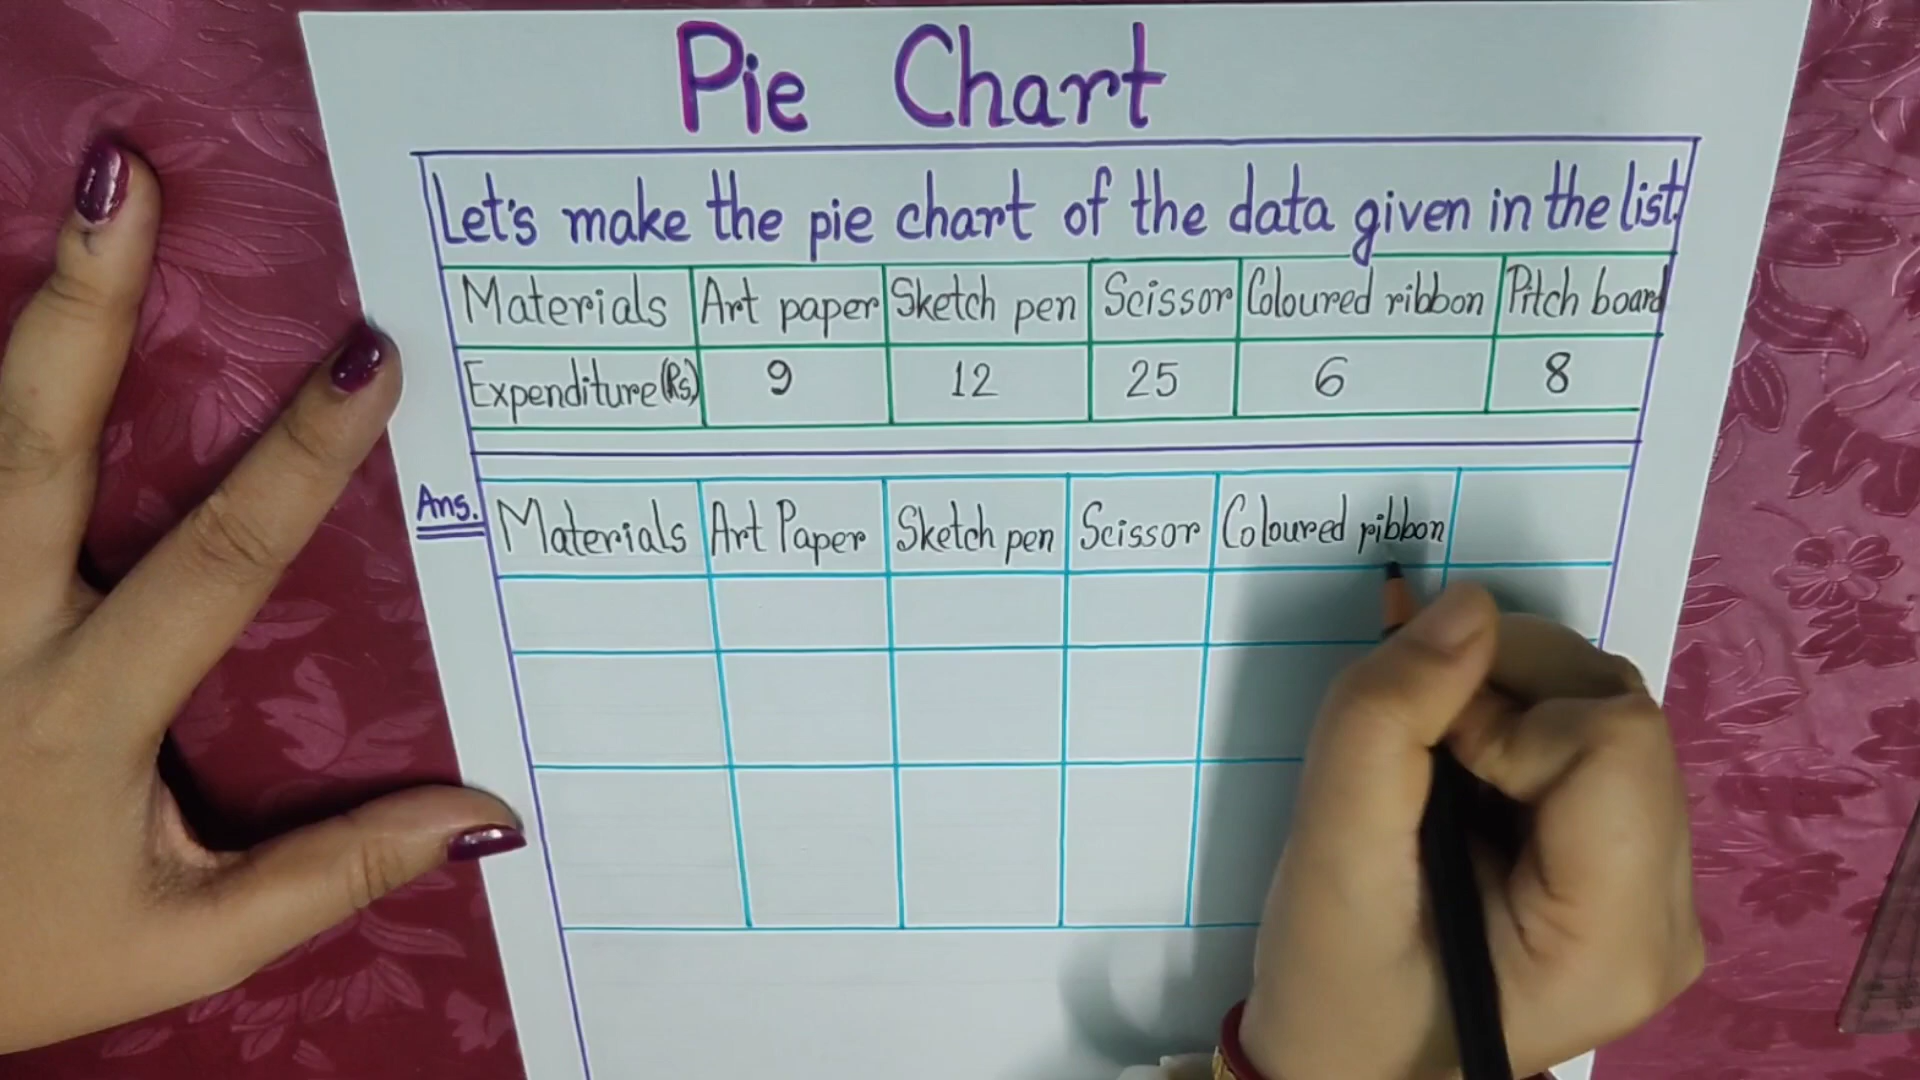 Pie Chart
Let's make the pie chart of the data given in the list.
Materials Art paper Sketch pen Scissor Coloured ribbon Pitch board
Expenditure(Rs) 9 12 25 6 8
Ans. Materials Art Paper Sketch pen Scissor Coloured ribbon